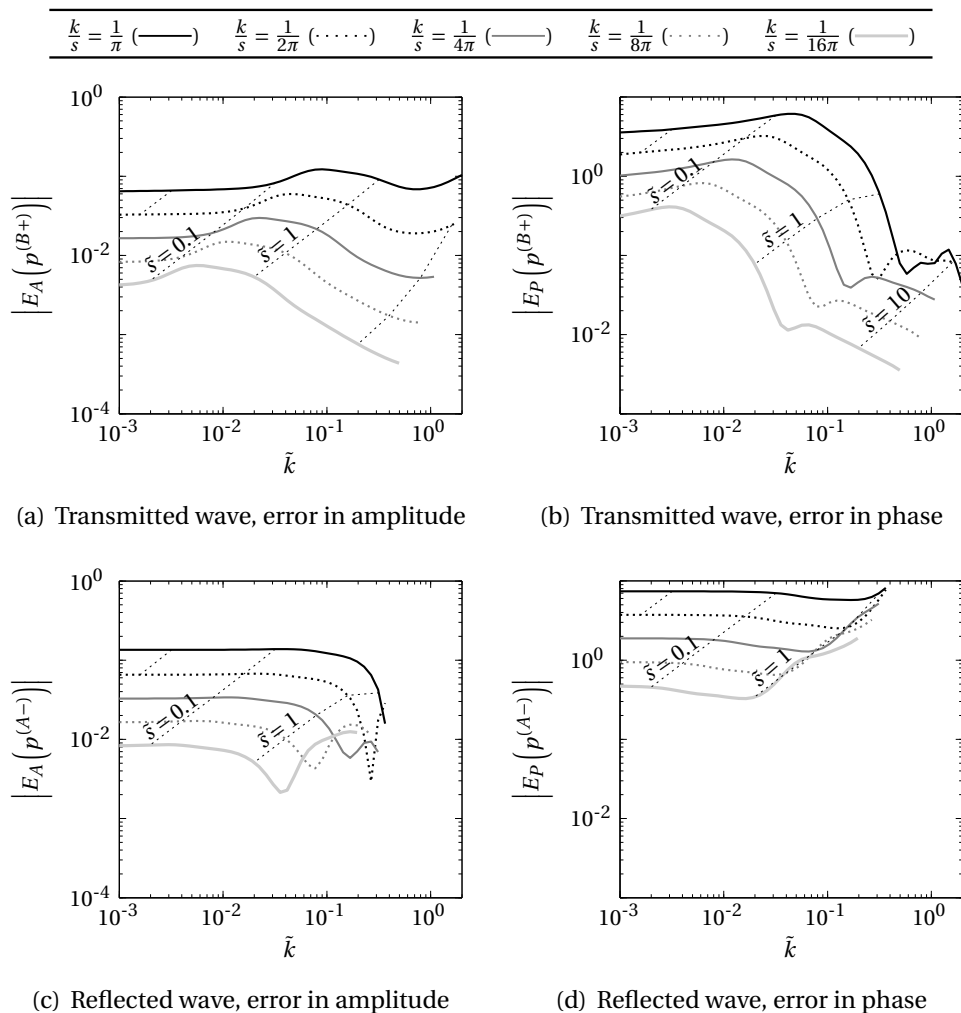 k/s = 1/π (——) k/s = 1/2π (·······) k/s = 1/4π (——) k/s = 1/8π (·······) k/s = 1/16π (——)
10^0
10^-2
10^-4
|E_A(p^(B+))|
s̃ = 0.1
s̃ = 1
10^-3 10^-2 10^-1 10^0
k̃
(a) Transmitted wave, error in amplitude
10^0
10^-2
|E_P(p^(B+))|
s̃ = 0.1
s̃ = 1
s̃ = 10
10^-3 10^-2 10^-1 10^0
k̃
(b) Transmitted wave, error in phase
10^0
10^-2
10^-4
|E_A(p^(A−))|
s̃ = 0.1
s̃ = 1
10^-3 10^-2 10^-1 10^0
k̃
(c) Reflected wave, error in amplitude
10^0
10^-2
|E_P(p^(A−))|
s̃ = 0.1
s̃ = 1
10^-3 10^-2 10^-1 10^0
k̃
(d) Reflected wave, error in phase